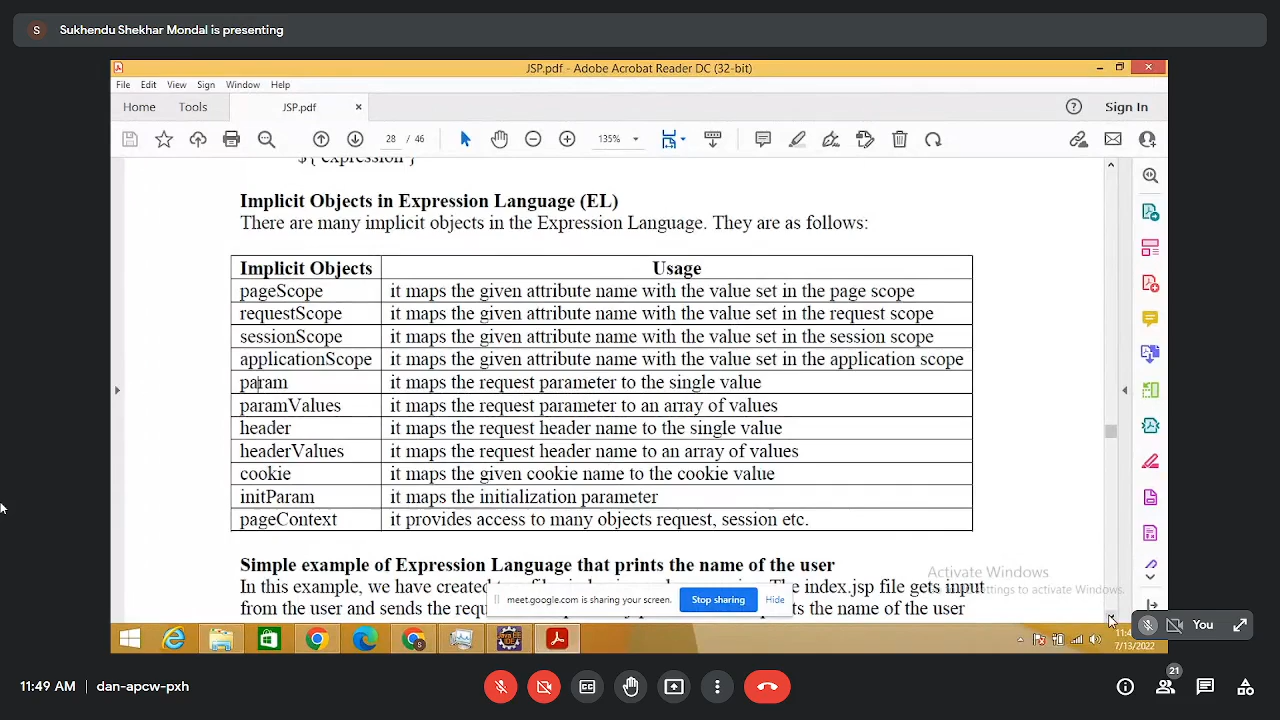 S Sukhendu Shekhar Mondal is presenting
JSP.pdf - Adobe Acrobat Reader DC (32-bit)
File Edit View Sign Window Help
Home Tools JSP.pdf × ? Sign In
28 / 46 135%
${ expression }
Implicit Objects in Expression Language (EL)
There are many implicit objects in the Expression Language. They are as follows:
Implicit Objects Usage
pageScope it maps the given attribute name with the value set in the page scope
requestScope it maps the given attribute name with the value set in the request scope
sessionScope it maps the given attribute name with the value set in the session scope
applicationScope it maps the given attribute name with the value set in the application scope
param it maps the request parameter to the single value
paramValues it maps the request parameter to an array of values
header it maps the request header name to the single value
headerValues it maps the request header name to an array of values
cookie it maps the given cookie name to the cookie value
initParam it maps the initialization parameter
pageContext it provides access to many objects request, session etc.
Simple example of Expression Language that prints the name of the user
In this example, we have created index.jsp file gets input
from the user and sends the requ ts the name of the user
Activate Windows
settings to activate Windows.
meet.google.com is sharing your screen. Stop sharing Hide
7/13/2022
You
11:49 AM | dan-apcw-pxh
21